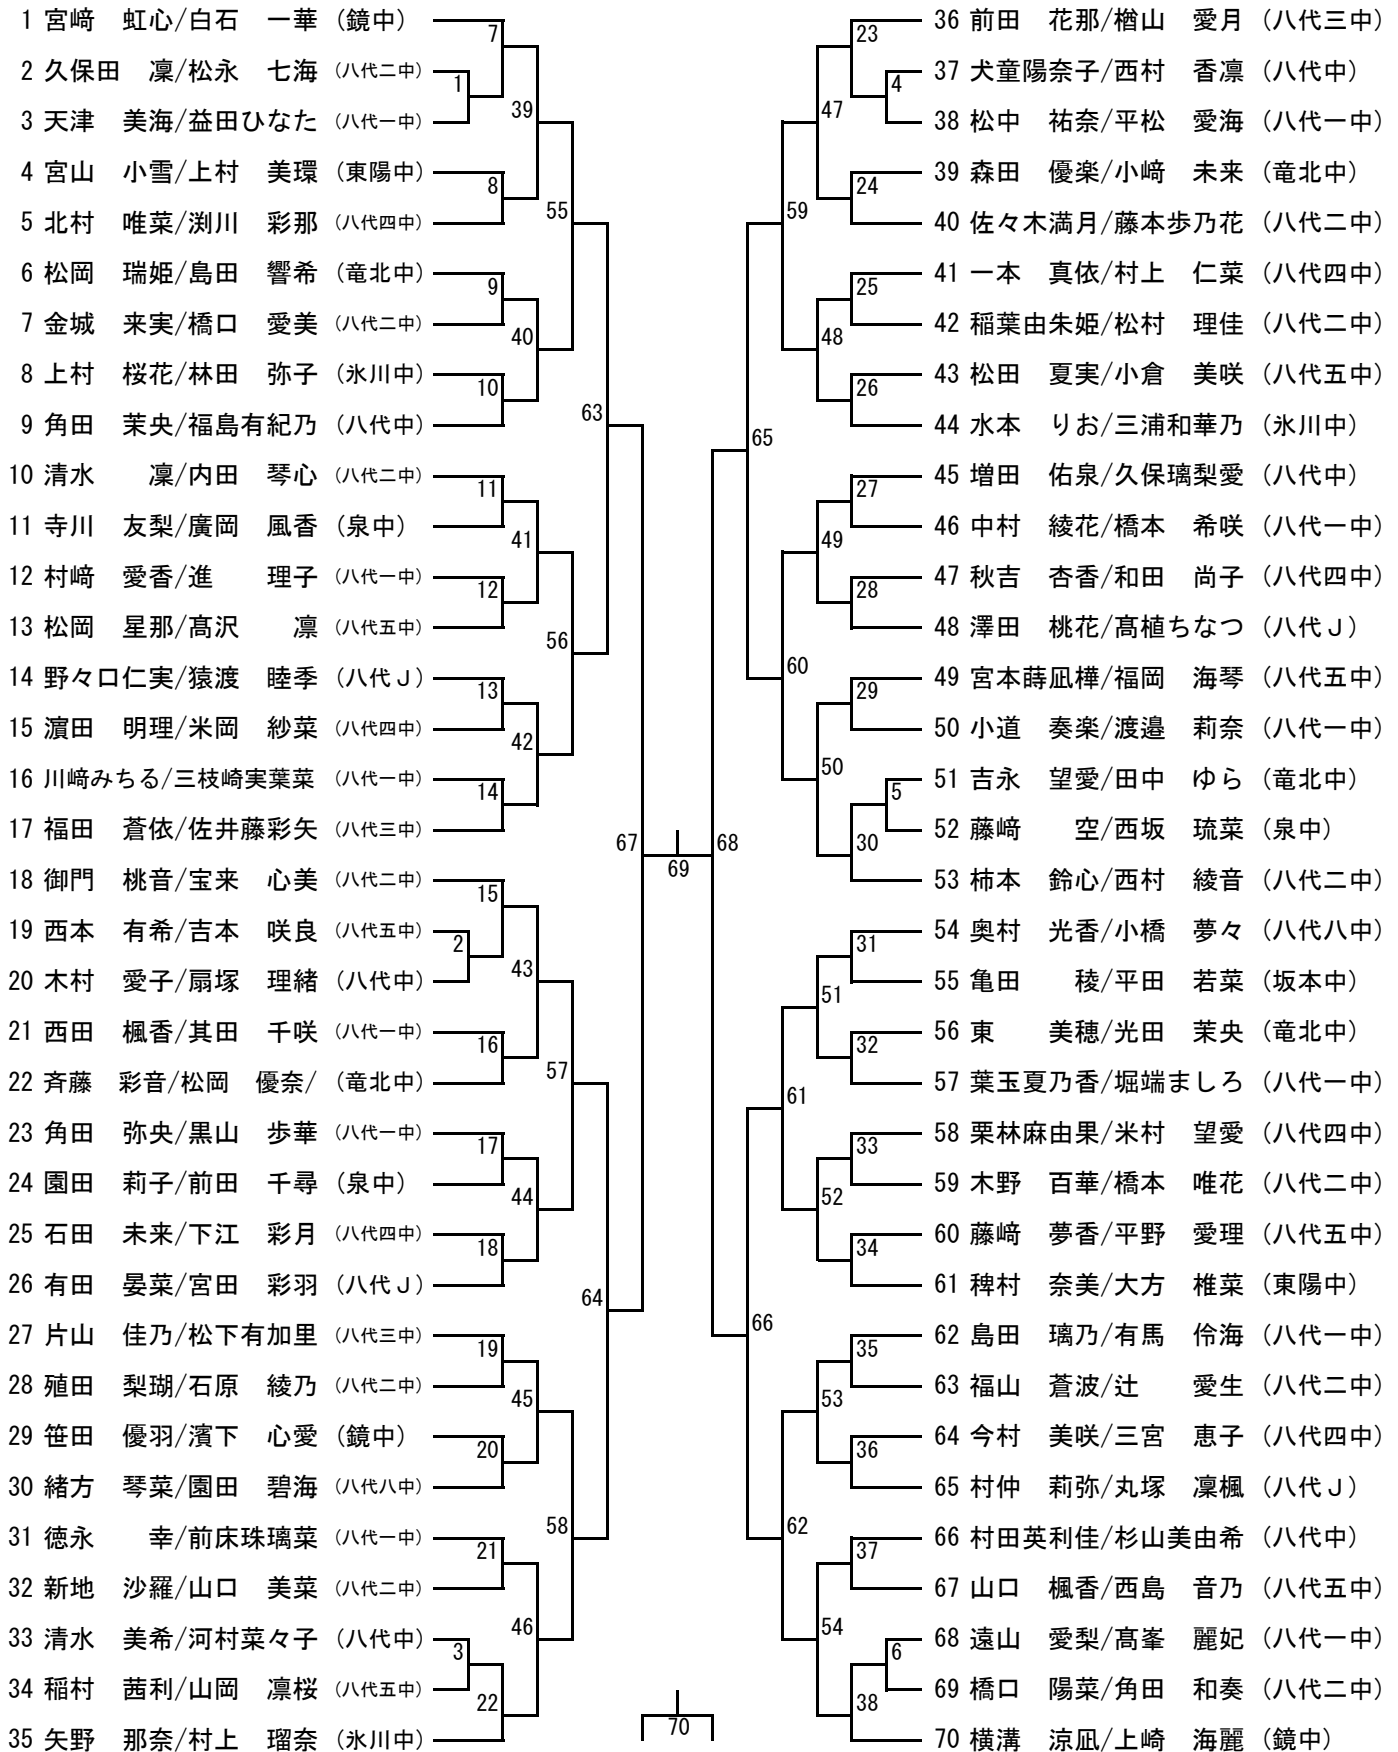 1 宮﨑　虹心/白石　一華 (鏡中)
2 久保田　凜/松永　七海 (八代二中)
3 天津　美海/益田ひなた (八代一中)
4 宮山　小雪/上村　美環 (東陽中)
5 北村　唯菜/渕川　彩那 (八代四中)
6 松岡　瑞姫/島田　響希 (竜北中)
7 金城　来実/橋口　愛美 (八代二中)
8 上村　桜花/林田　弥子 (氷川中)
9 角田　茉央/福島有紀乃 (八代中)
10 清水　　凜/内田　琴心 (八代二中)
11 寺川　友梨/廣岡　風香 (泉中)
12 村﨑　愛香/進　　理子 (八代一中)
13 松岡　星那/髙沢　　凛 (八代五中)
14 野々口仁実/猿渡　睦季 (八代Ｊ)
15 濵田　明理/米岡　紗菜 (八代四中)
16 川﨑みちる/三枝崎実葉菜 (八代一中)
17 福田　蒼依/佐井藤彩矢 (八代三中)
18 御門　桃音/宝来　心美 (八代二中)
19 西本　有希/吉本　咲良 (八代五中)
20 木村　愛子/扇塚　理緒 (八代中)
21 西田　楓香/其田　千咲 (八代一中)
22 斉藤　彩音/松岡　優奈/ (竜北中)
23 角田　弥央/黒山　歩華 (八代一中)
24 園田　莉子/前田　千尋 (泉中)
25 石田　未来/下江　彩月 (八代四中)
26 有田　晏菜/宮田　彩羽 (八代Ｊ)
27 片山　佳乃/松下有加里 (八代三中)
28 殖田　梨瑚/石原　綾乃 (八代二中)
29 笹田　優羽/濱下　心愛 (鏡中)
30 緒方　琴菜/園田　碧海 (八代八中)
31 徳永　　幸/前床珠璃菜 (八代一中)
32 新地　沙羅/山口　美菜 (八代二中)
33 清水　美希/河村菜々子 (八代中)
34 稲村　茜利/山岡　凛桜 (八代五中)
35 矢野　那奈/村上　瑠奈 (氷川中)
7
1
39
8
55
9
40
10
63
11
41
12
56
13
42
14
67
15
2
43
16
57
17
44
18
64
19
45
20
58
21
46
3
22
69
70
68
23
4
47
24
59
25
48
26
65
27
49
28
60
29
50
5
30
31
51
32
61
33
52
34
66
35
53
36
62
37
54
6
38
36 前田　花那/楢山　愛月 (八代三中)
37 犬童陽奈子/西村　香凛 (八代中)
38 松中　祐奈/平松　愛海 (八代一中)
39 森田　優楽/小﨑　未来 (竜北中)
40 佐々木満月/藤本歩乃花 (八代二中)
41 一本　真依/村上　仁菜 (八代四中)
42 稲葉由朱姫/松村　理佳 (八代二中)
43 松田　夏実/小倉　美咲 (八代五中)
44 水本　りお/三浦和華乃 (氷川中)
45 増田　佑泉/久保璃梨愛 (八代中)
46 中村　綾花/橋本　希咲 (八代一中)
47 秋吉　杏香/和田　尚子 (八代四中)
48 澤田　桃花/髙植ちなつ (八代Ｊ)
49 宮本蒔凪樺/福岡　海琴 (八代五中)
50 小道　奏楽/渡邉　莉奈 (八代一中)
51 吉永　望愛/田中　ゆら (竜北中)
52 藤﨑　　空/西坂　琉菜 (泉中)
53 柿本　鈴心/西村　綾音 (八代二中)
54 奥村　光香/小橋　夢々 (八代八中)
55 亀田　　稜/平田　若菜 (坂本中)
56 東　　美穂/光田　茉央 (竜北中)
57 葉玉夏乃香/堀端ましろ (八代一中)
58 栗林麻由果/米村　望愛 (八代四中)
59 木野　百華/橋本　唯花 (八代二中)
60 藤﨑　夢香/平野　愛理 (八代五中)
61 稗村　奈美/大方　椎菜 (東陽中)
62 島田　璃乃/有馬　伶海 (八代一中)
63 福山　蒼波/辻　　愛生 (八代二中)
64 今村　美咲/三宮　恵子 (八代四中)
65 村仲　莉弥/丸塚　凜楓 (八代Ｊ)
66 村田英利佳/杉山美由希 (八代中)
67 山口　楓香/西島　音乃 (八代五中)
68 遠山　愛梨/髙峯　麗妃 (八代一中)
69 橋口　陽菜/角田　和奏 (八代二中)
70 横溝　涼凪/上崎　海麗 (鏡中)